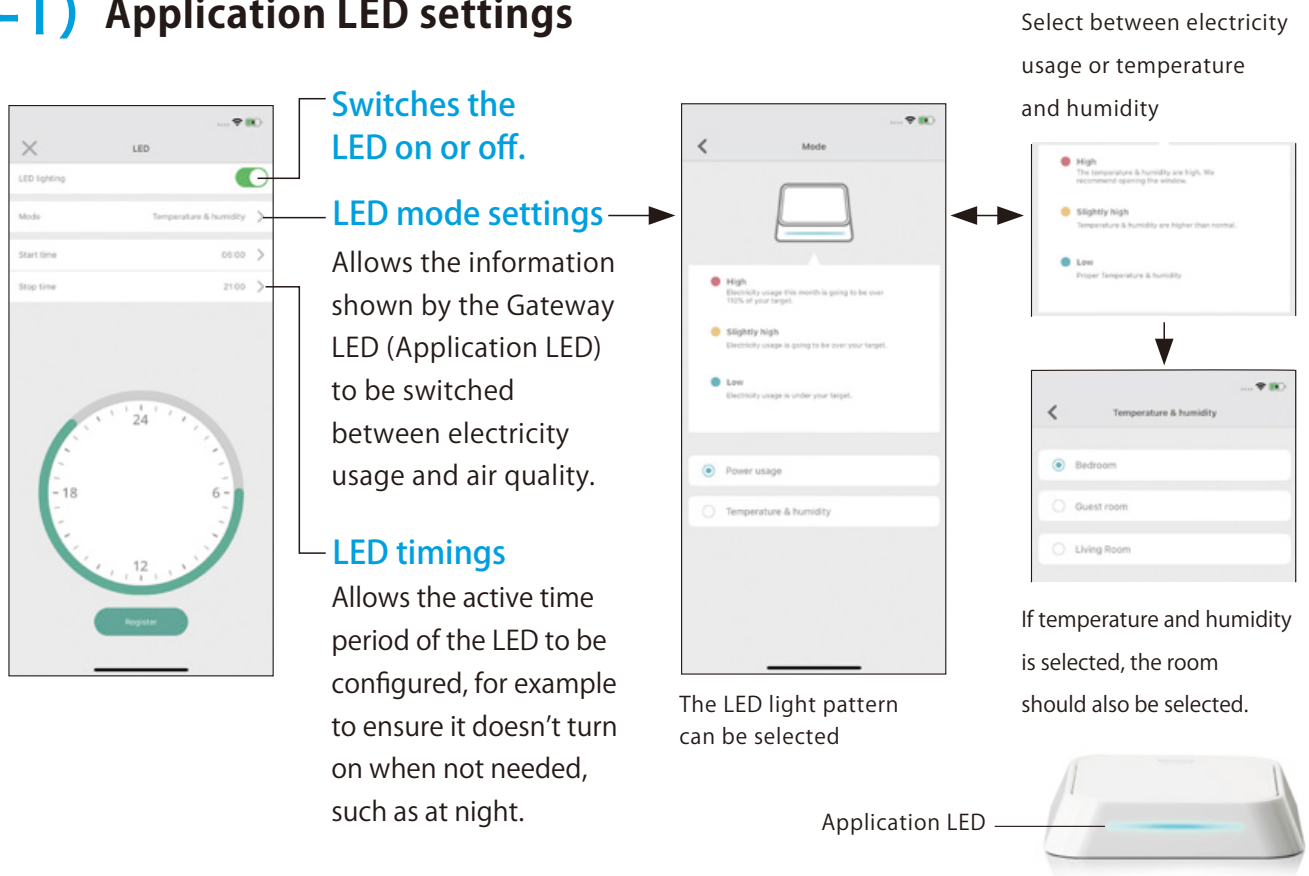 -1) Application LED settings
LED
LED lighting
Mode Temperature & humidity
Start time 06:00
Stop time 21:00
24
18
6
12
Register
Switches the
LED on or off.
LED mode settings
Allows the information
shown by the Gateway
LED (Application LED)
to be switched
between electricity
usage and air quality.
LED timings
Allows the active time
period of the LED to be
configured, for example
to ensure it doesn't turn
on when not needed,
such as at night.
Mode
High
Electricity usage this month is going to be over
110% of your target.
Slightly high
Electricity usage is going to be over your target.
Low
Electricity usage is under your target.
Power usage
Temperature & humidity
The LED light pattern
can be selected
Select between electricity
usage or temperature
and humidity
High
The temperature & humidity are high. We
recommend opening the window.
Slightly high
Temperature & humidity are higher than normal.
Low
Proper Temperature & humidity
Temperature & humidity
Bedroom
Guest room
Living Room
If temperature and humidity
is selected, the room
should also be selected.
Application LED